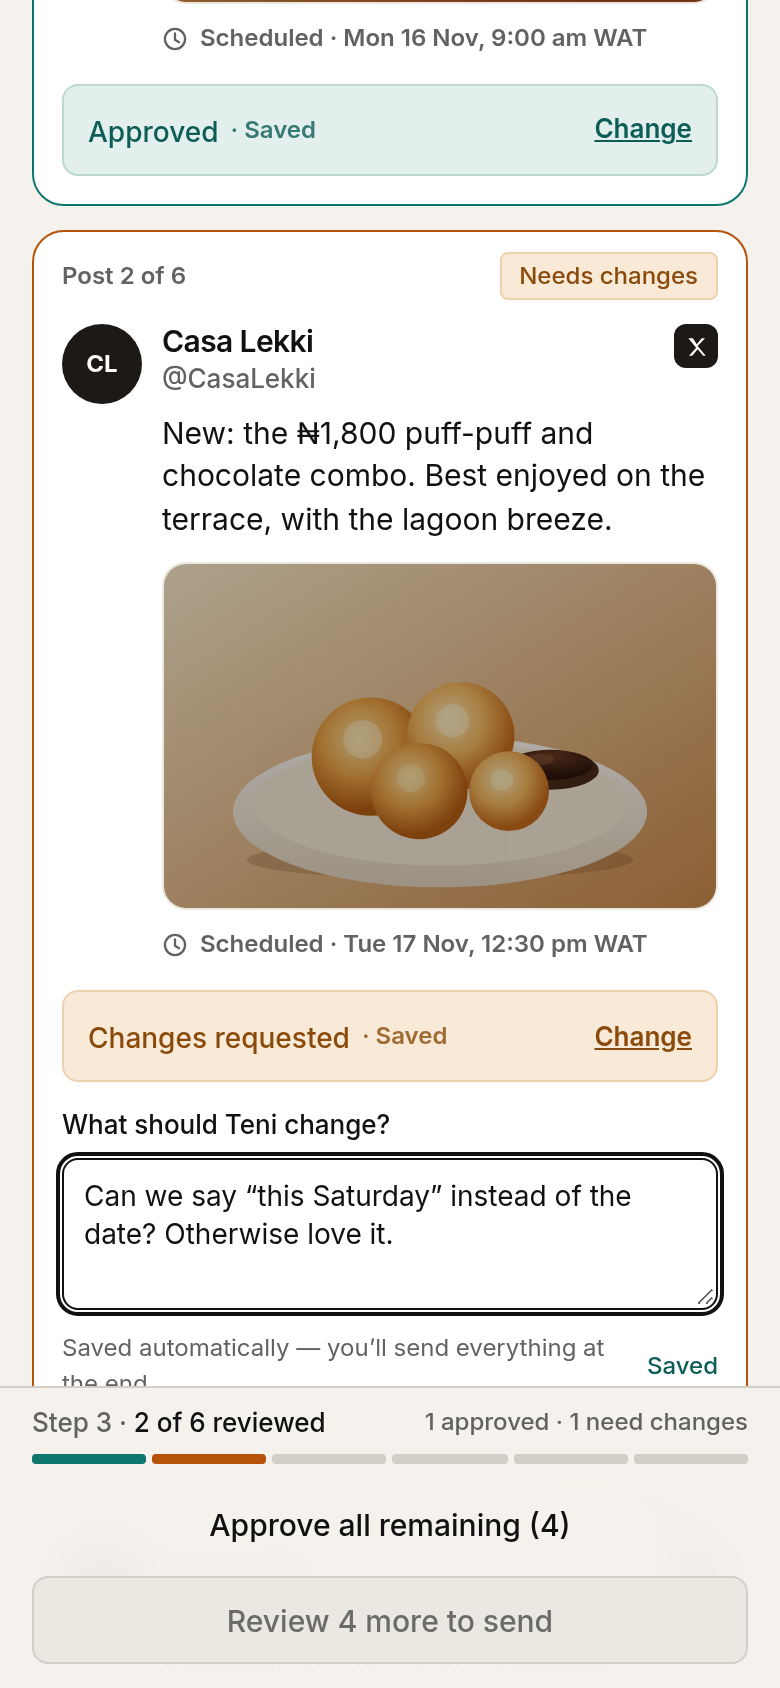 Scheduled · Mon 16 Nov, 9:00 am WAT
Approved · Saved Change
Post 2 of 6 Needs changes
CL Casa Lekki X
@CasaLekki
New: the ₦1,800 puff-puff and
chocolate combo. Best enjoyed on the
terrace, with the lagoon breeze.
Scheduled · Tue 17 Nov, 12:30 pm WAT
Changes requested · Saved Change
What should Teni change?
Can we say “this Saturday” instead of the
date? Otherwise love it.
Saved automatically — you’ll send everything at
the end Saved
Step 3 · 2 of 6 reviewed 1 approved · 1 need changes
Approve all remaining (4)
Review 4 more to send